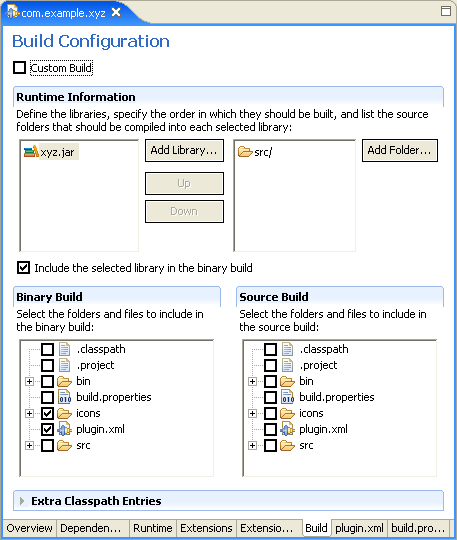 com.example.xyz
Build Configuration
Custom Build
Runtime Information
Define the libraries, specify the order in which they should be built, and list the source
folders that should be compiled into each selected library:
xyz.jar
Add Library...
Up
Down
src/
Add Folder...
Include the selected library in the binary build
Binary Build
Select the folders and files to include in
the binary build:
.classpath
.project
bin
build.properties
icons
plugin.xml
src
Source Build
Select the folders and files to include in
the source build:
.classpath
.project
bin
build.properties
icons
plugin.xml
src
Extra Classpath Entries
Overview Dependen... Runtime Extensions Extensio... Build plugin.xml build.pro...